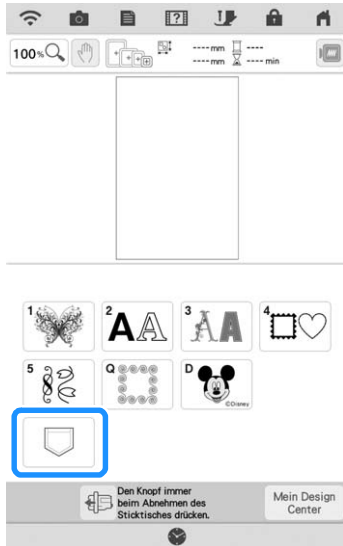 100%
---- mm ----
---- mm ---- min
1
2 AA
3 AA
4
5
Q
D
©Disney
Den Knopf immer
beim Abnehmen des
Sticktisches drücken.
Mein Design
Center